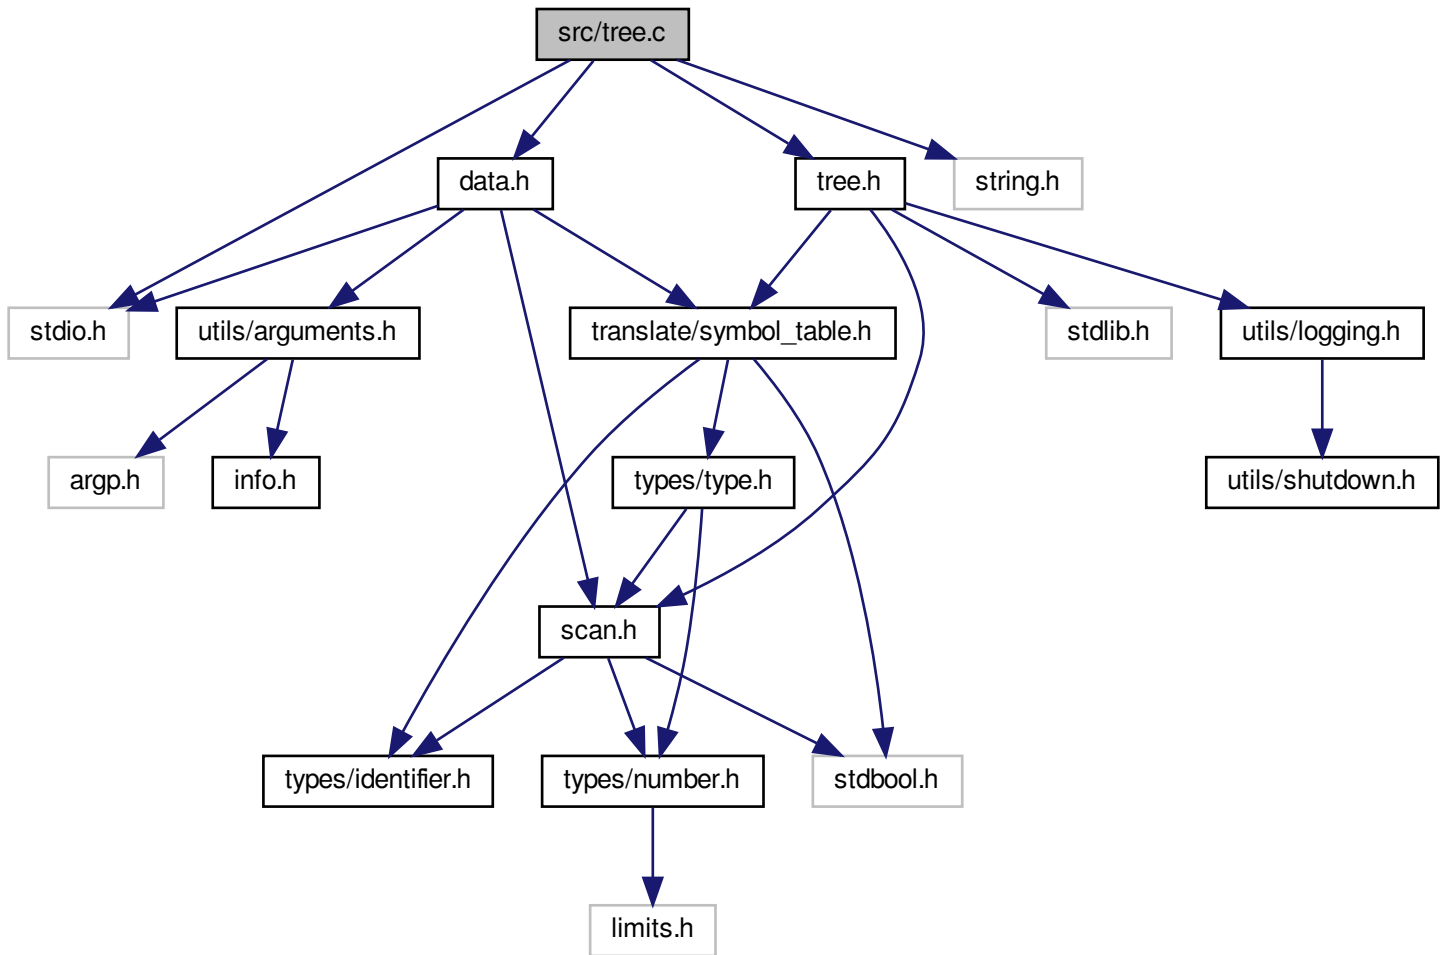 src/tree.c
data.h
tree.h
string.h
stdio.h
utils/arguments.h
translate/symbol_table.h
stdlib.h
utils/logging.h
argp.h
info.h
types/type.h
utils/shutdown.h
scan.h
types/identifier.h
types/number.h
stdbool.h
limits.h